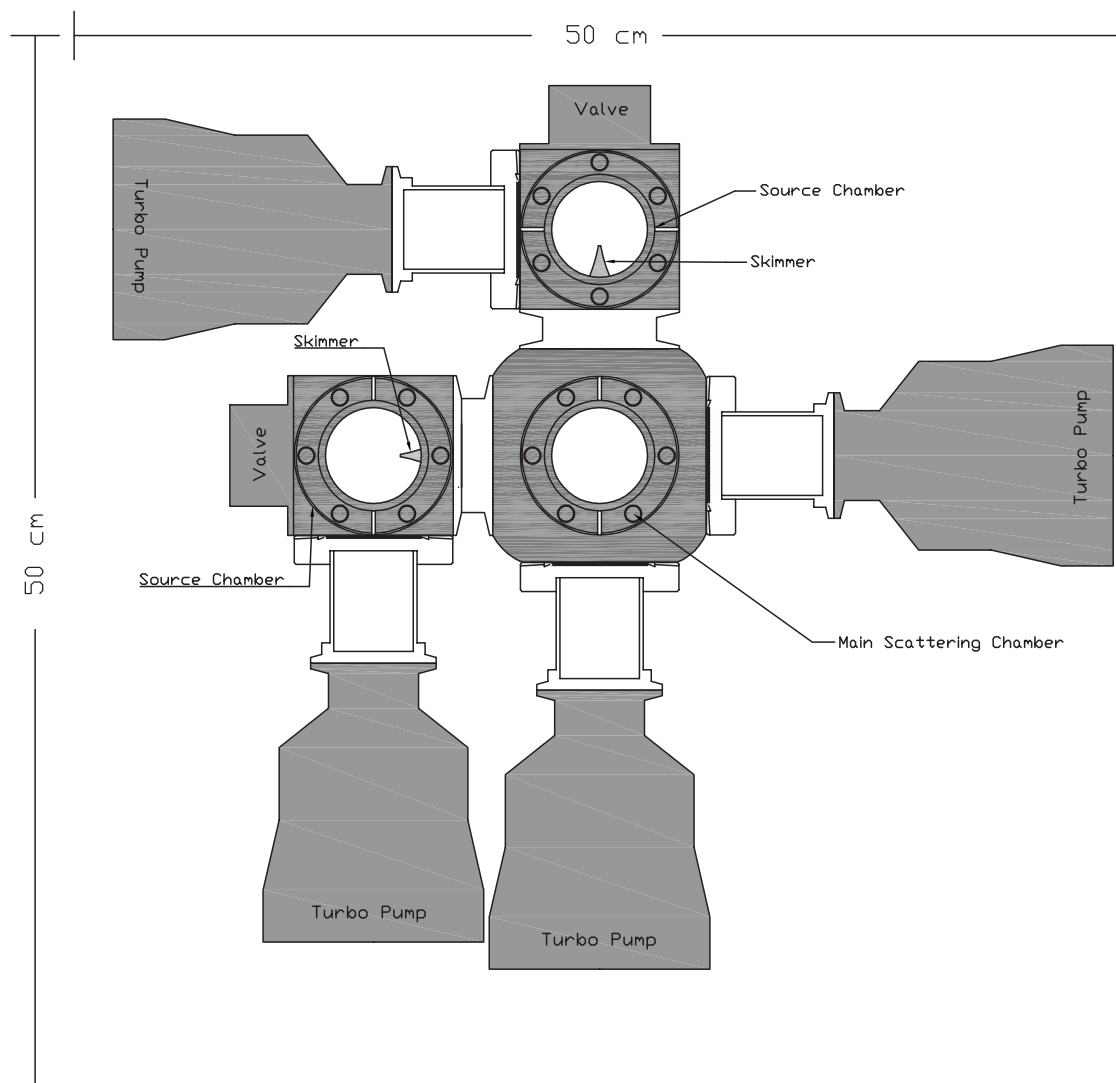 50 cm
Valve
Turbo Pump
Source Chamber
Skimmer
Skimmer
Turbo Pump
Valve
50 cm
Source Chamber
Main Scattering Chamber
Turbo Pump
Turbo Pump